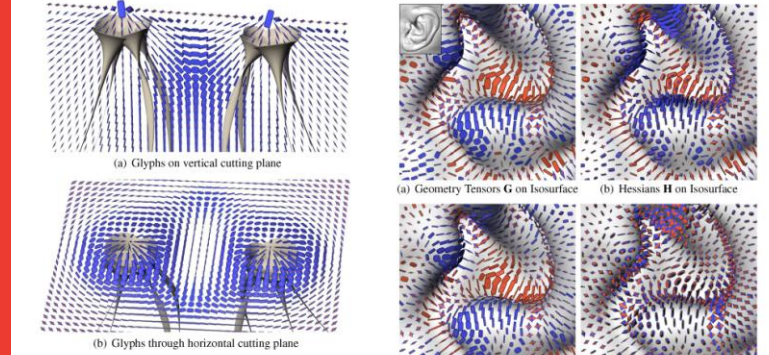 (a) Glyphs on vertical cutting plane
(b) Glyphs through horizontal cutting plane
(a) Geometry Tensors G on Isosurface
(b) Hessians H on Isosurface